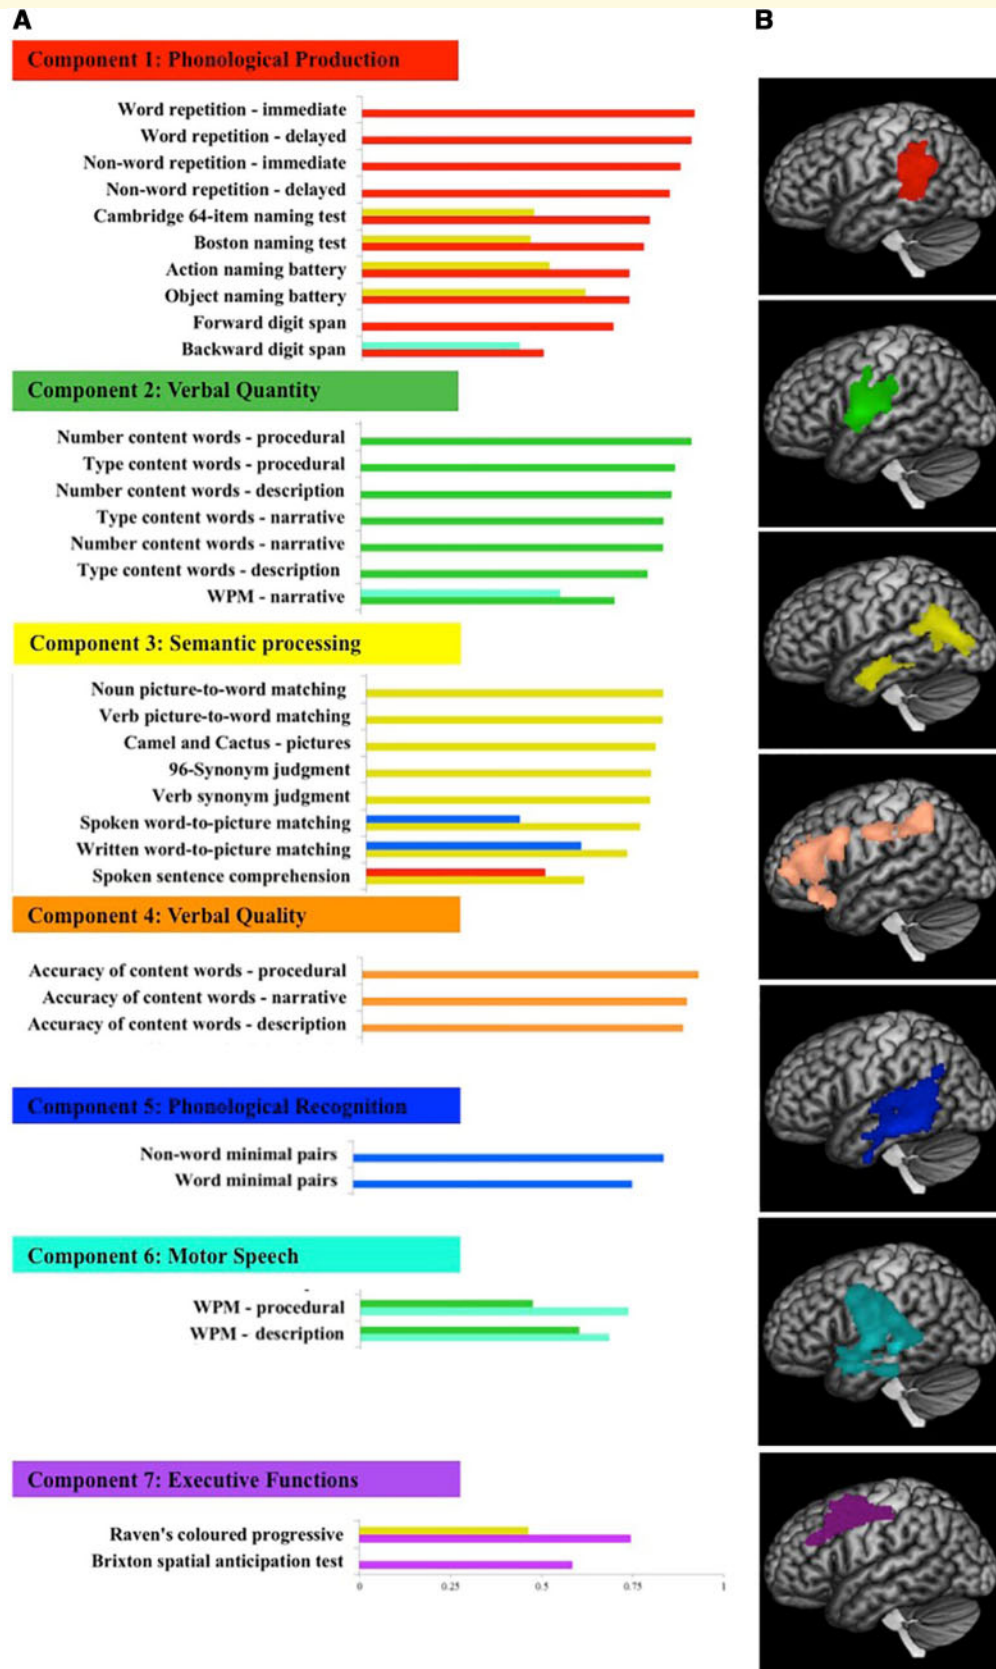 A
B
Component 1: Phonological Production
Word repetition - immediate
Word repetition - delayed
Non-word repetition - immediate
Non-word repetition - delayed
Cambridge 64-item naming test
Boston naming test
Action naming battery
Object naming battery
Forward digit span
Backward digit span
Component 2: Verbal Quantity
Number content words - procedural
Type content words - procedural
Number content words - description
Type content words - narrative
Number content words - narrative
Type content words - description
WPM - narrative
Component 3: Semantic processing
Noun picture-to-word matching
Verb picture-to-word matching
Camel and Cactus - pictures
96-Synonym judgment
Verb synonym judgment
Spoken word-to-picture matching
Written word-to-picture matching
Spoken sentence comprehension
Component 4: Verbal Quality
Accuracy of content words - procedural
Accuracy of content words - narrative
Accuracy of content words - description
Component 5: Phonological Recognition
Non-word minimal pairs
Word minimal pairs
Component 6: Motor Speech
WPM - procedural
WPM - description
Component 7: Executive Functions
Raven's coloured progressive
Brixton spatial anticipation test
0 0.25 0.5 0.75 1